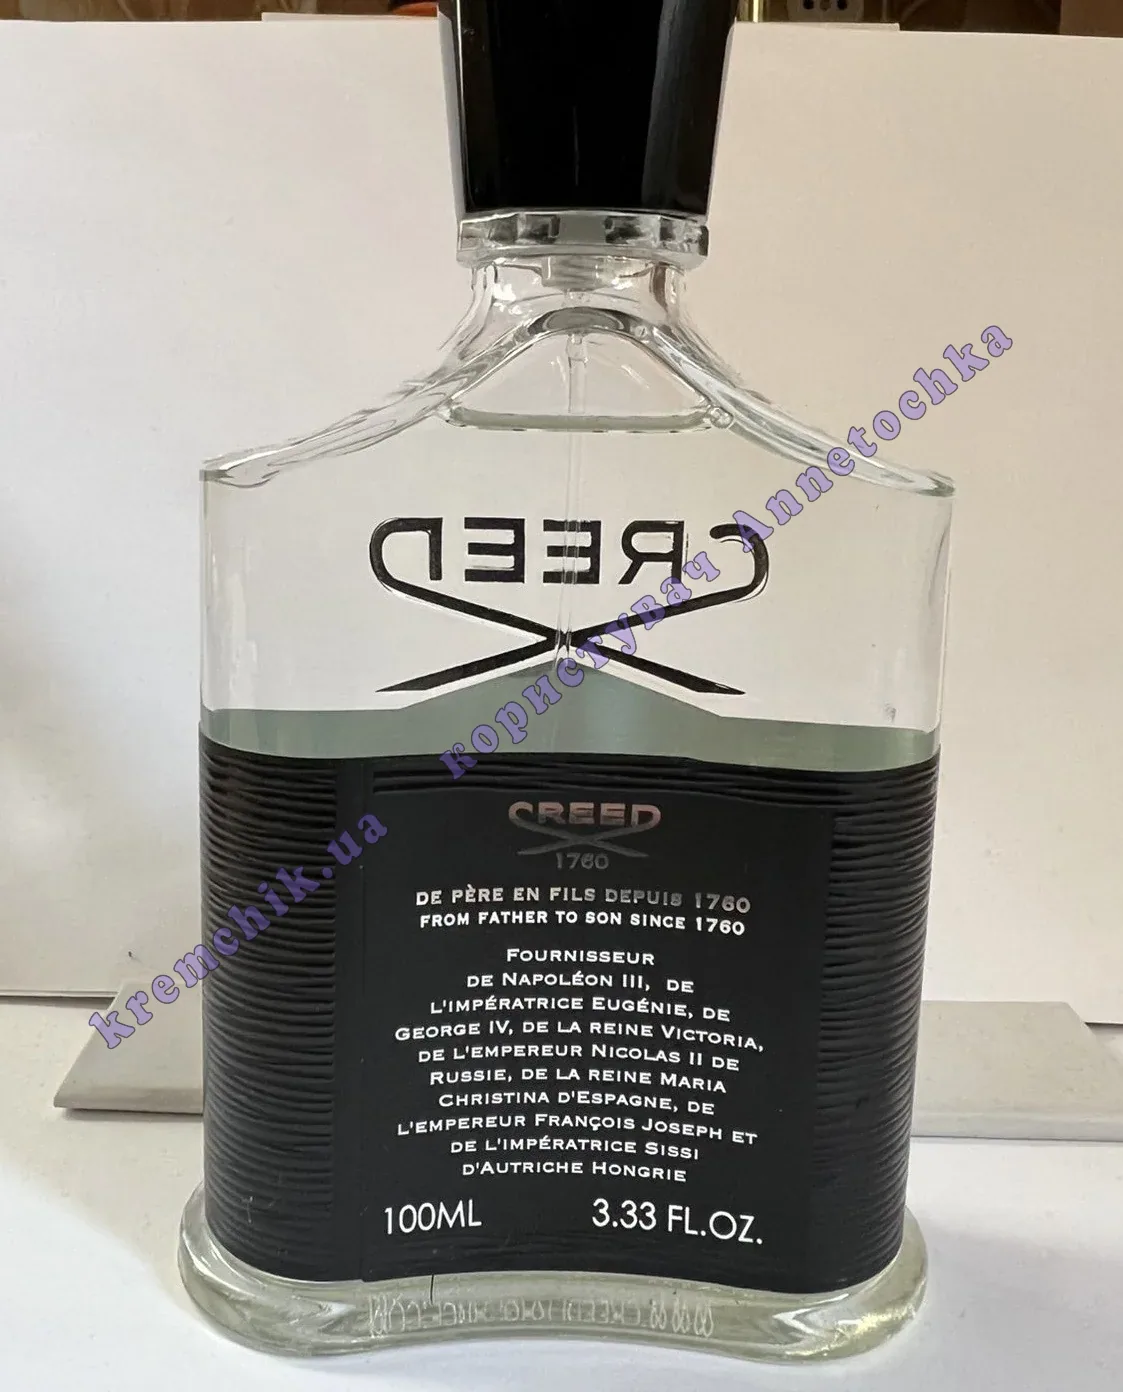 CREED
CREED
1760
DE PÈRE EN FILS DEPUIS 1760
FROM FATHER TO SON SINCE 1760
FOURNISSEUR
DE NAPOLÉON III, DE
L'IMPÉRATRICE EUGÉNIE, DE
GEORGE IV, DE LA REINE VICTORIA,
DE L'EMPEREUR NICOLAS II DE
RUSSIE, DE LA REINE MARIA
CHRISTINA D'ESPAGNE, DE
L'EMPEREUR FRANÇOIS JOSEPH ET
DE L'IMPÉRATRICE SISSI
D'AUTRICHE HONGRIE
100ML 3.33 FL.OZ.
kremchik.ua користувач Annetochka